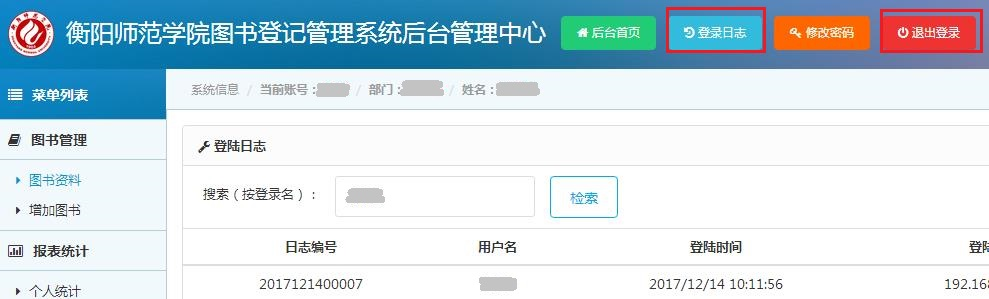 衡阳师范学院图书登记管理系统后台管理中心 后台首页 登录日志 修改密码 退出登录
菜单列表 系统信息 / 当前账号: / 部门: / 姓名:
图书管理
登陆日志
图书资料
搜索(按登录名): 检索
增加图书
报表统计
日志编号 用户名 登陆时间 登陆
个人统计
2017121400007 2017/12/14 10:11:56 192.168